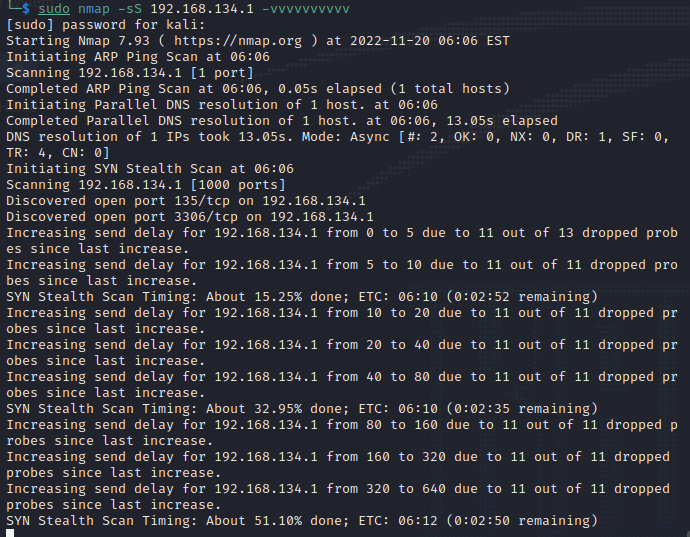 └─$ sudo nmap -sS 192.168.134.1 -vvvvvvvvvv
[sudo] password for kali:
Starting Nmap 7.93 ( https://nmap.org ) at 2022-11-20 06:06 EST
Initiating ARP Ping Scan at 06:06
Scanning 192.168.134.1 [1 port]
Completed ARP Ping Scan at 06:06, 0.05s elapsed (1 total hosts)
Initiating Parallel DNS resolution of 1 host. at 06:06
Completed Parallel DNS resolution of 1 host. at 06:06, 13.05s elapsed
DNS resolution of 1 IPs took 13.05s. Mode: Async [#: 2, OK: 0, NX: 0, DR: 1, SF: 0,
TR: 4, CN: 0]
Initiating SYN Stealth Scan at 06:06
Scanning 192.168.134.1 [1000 ports]
Discovered open port 135/tcp on 192.168.134.1
Discovered open port 3306/tcp on 192.168.134.1
Increasing send delay for 192.168.134.1 from 0 to 5 due to 11 out of 13 dropped prob
es since last increase.
Increasing send delay for 192.168.134.1 from 5 to 10 due to 11 out of 11 dropped pro
bes since last increase.
SYN Stealth Scan Timing: About 15.25% done; ETC: 06:10 (0:02:52 remaining)
Increasing send delay for 192.168.134.1 from 10 to 20 due to 11 out of 11 dropped pr
obes since last increase.
Increasing send delay for 192.168.134.1 from 20 to 40 due to 11 out of 11 dropped pr
obes since last increase.
Increasing send delay for 192.168.134.1 from 40 to 80 due to 11 out of 11 dropped pr
obes since last increase.
SYN Stealth Scan Timing: About 32.95% done; ETC: 06:10 (0:02:35 remaining)
Increasing send delay for 192.168.134.1 from 80 to 160 due to 11 out of 11 dropped p
robes since last increase.
Increasing send delay for 192.168.134.1 from 160 to 320 due to 11 out of 11 dropped
probes since last increase.
Increasing send delay for 192.168.134.1 from 320 to 640 due to 11 out of 11 dropped
probes since last increase.
SYN Stealth Scan Timing: About 51.10% done; ETC: 06:12 (0:02:50 remaining)